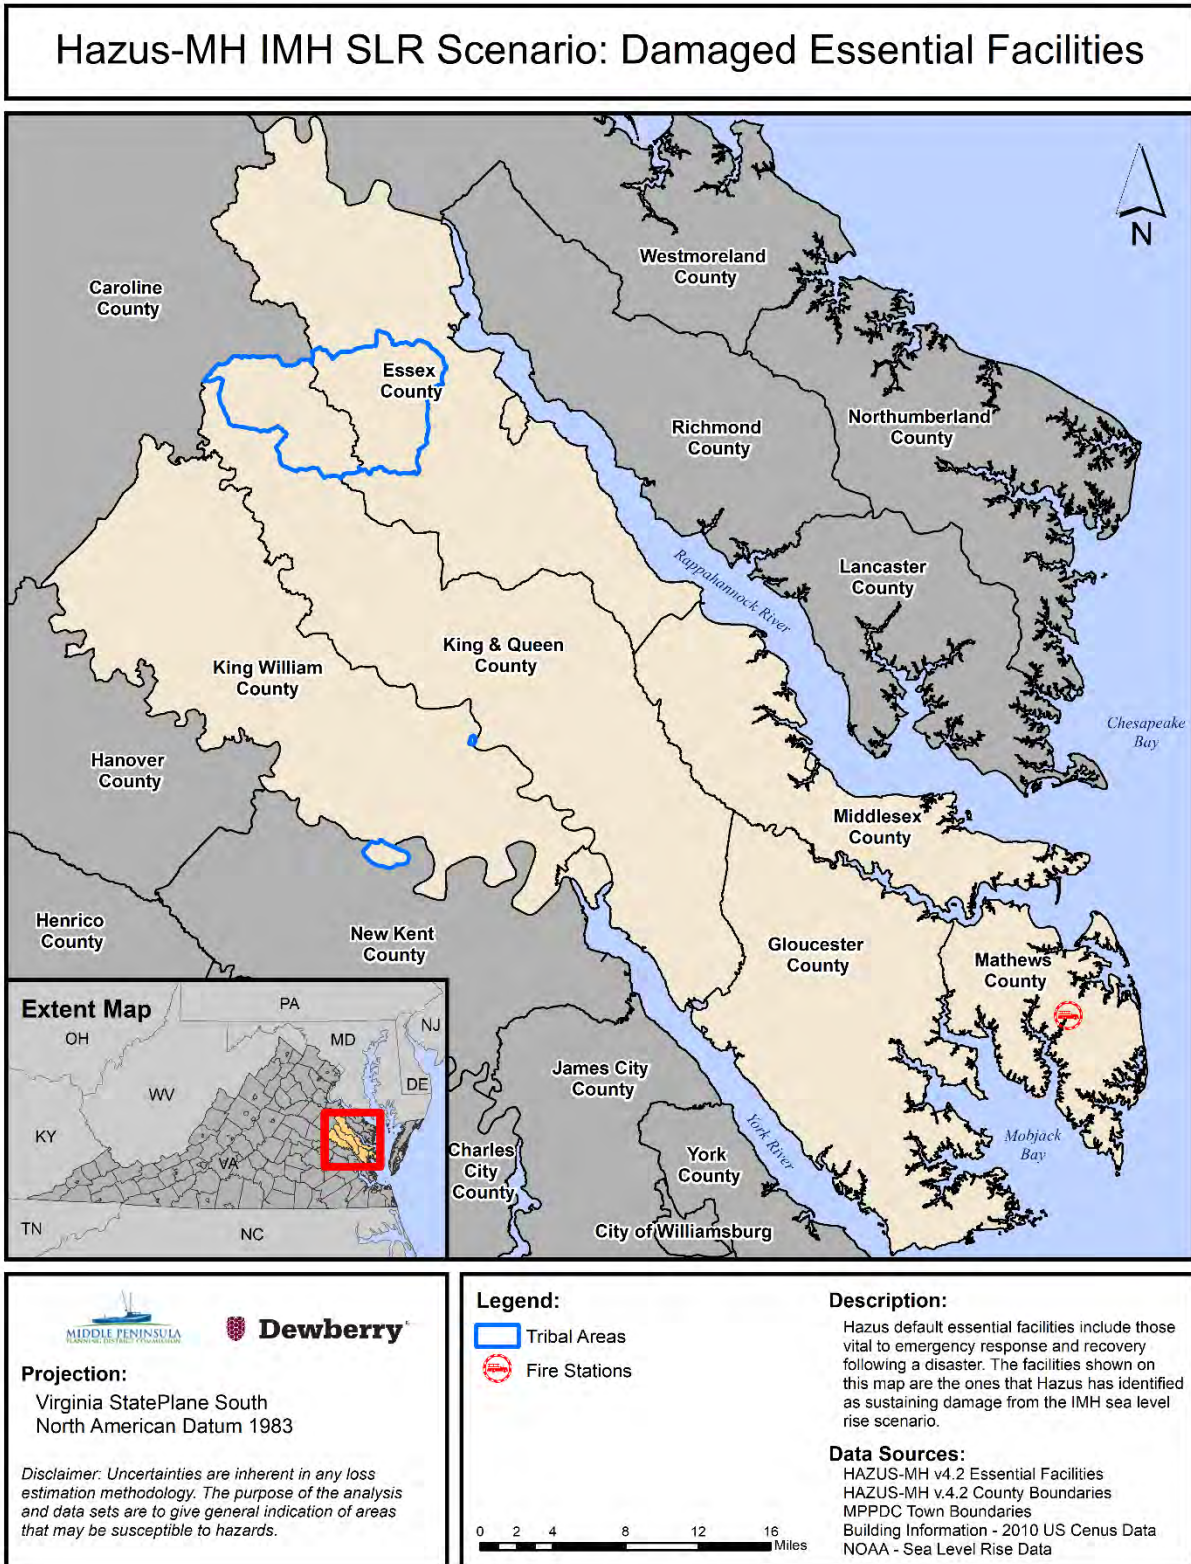 Hazus-MH IMH SLR Scenario: Damaged Essential Facilities
N
Westmoreland
County
Caroline
County
Essex
County
Richmond
County
Northumberland
County
Rappahannock River
Lancaster
County
King & Queen
County
King William
County
Chesapeake
Bay
Hanover
County
Middlesex
County
Henrico
County
New Kent
County
Gloucester
County
Mathews
County
James City
County
York River
Mobjack
Bay
Charles
City
County
York
County
City of Williamsburg
Extent Map
PA
OH
MD
NJ
WV
DE
KY
VA
TN
NC
MIDDLE PENINSULA
PLANNING DISTRICT COMMISSION
Dewberry
Projection:
Virginia StatePlane South
North American Datum 1983
Disclaimer: Uncertainties are inherent in any loss
estimation methodology. The purpose of the analysis
and data sets are to give general indication of areas
that may be susceptible to hazards.
Legend:
Tribal Areas
Fire Stations
0 2 4 8 12 16
Miles
Description:
Hazus default essential facilities include those
vital to emergency response and recovery
following a disaster. The facilities shown on
this map are the ones that Hazus has identified
as sustaining damage from the IMH sea level
rise scenario.
Data Sources:
HAZUS-MH v4.2 Essential Facilities
HAZUS-MH v.4.2 County Boundaries
MPPDC Town Boundaries
Building Information - 2010 US Cenus Data
NOAA - Sea Level Rise Data